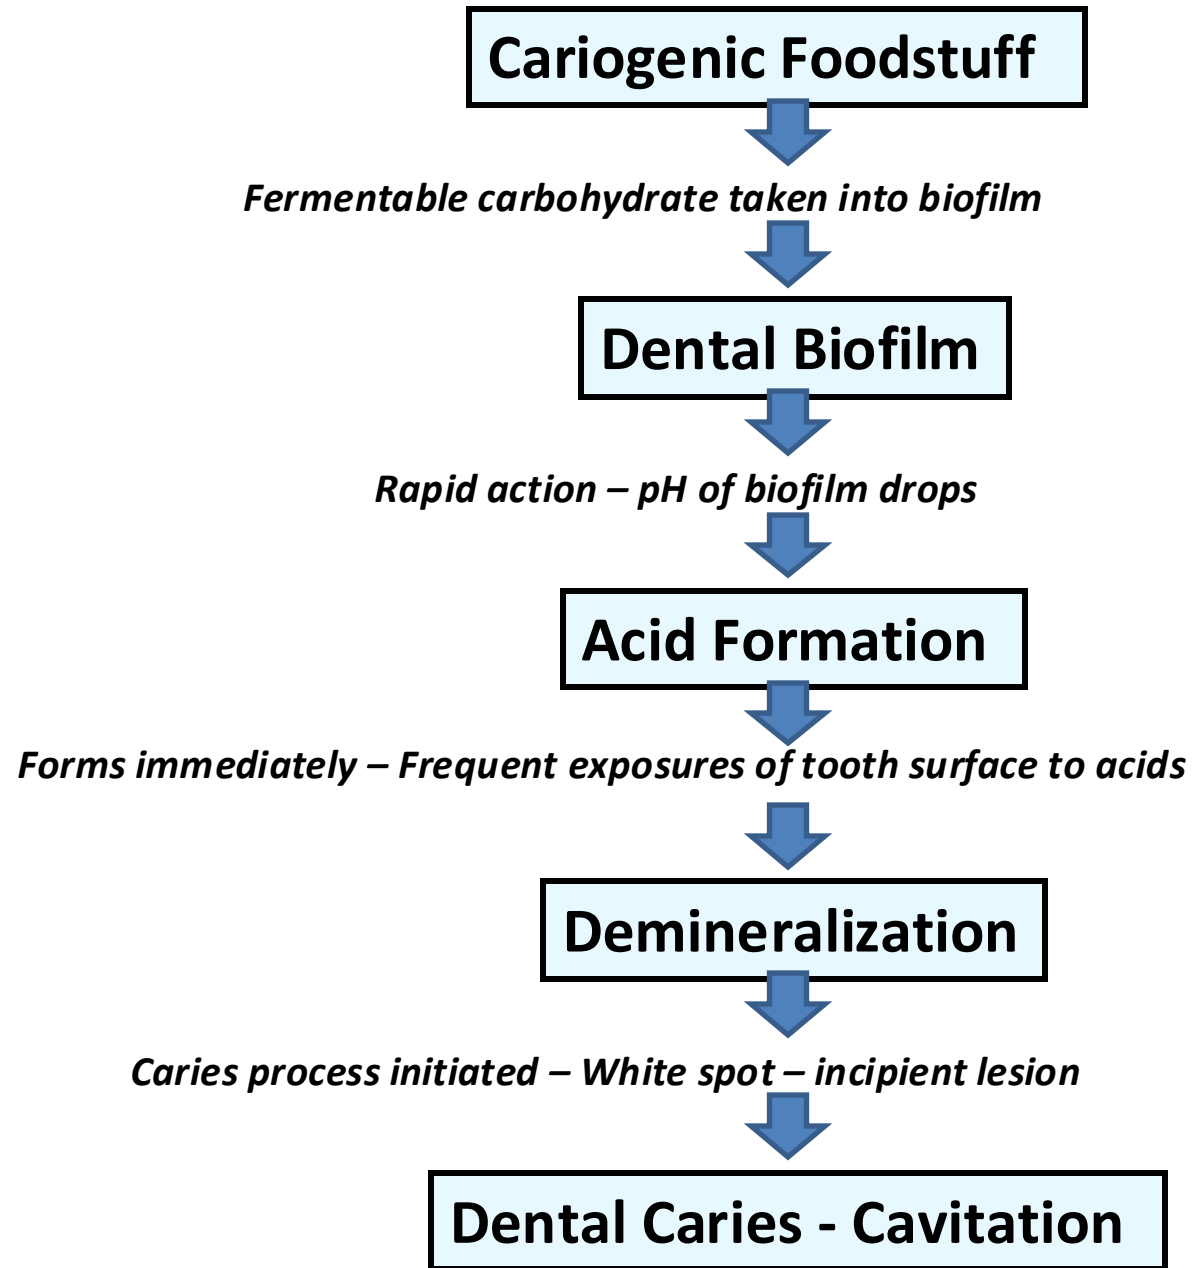 Cariogenic Foodstuff
Fermentable carbohydrate taken into biofilm
Dental Biofilm
Rapid action – pH of biofilm drops
Acid Formation
Forms immediately – Frequent exposures of tooth surface to acids
Demineralization
Caries process initiated – White spot – incipient lesion
Dental Caries - Cavitation